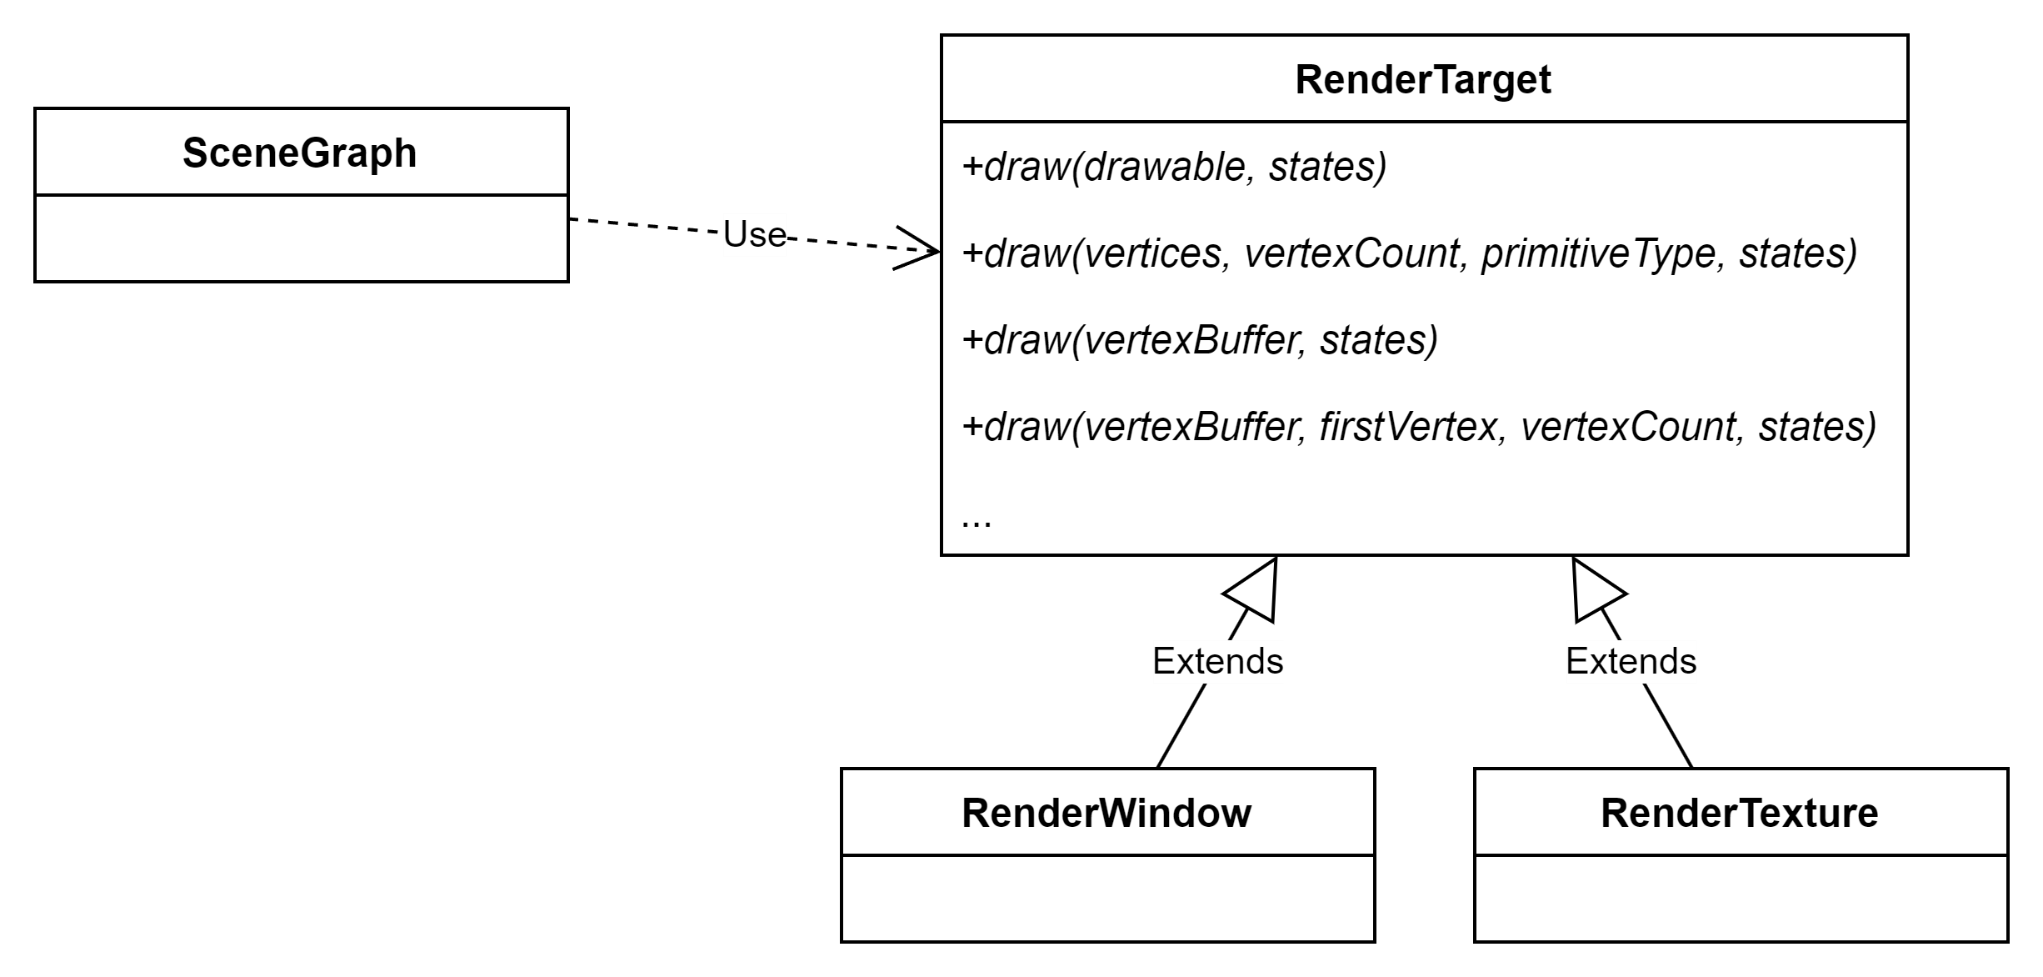 SceneGraph
Use
RenderTarget
+draw(drawable, states)
+draw(vertices, vertexCount, primitiveType, states)
+draw(vertexBuffer, states)
+draw(vertexBuffer, firstVertex, vertexCount, states)
...
Extends
Extends
RenderWindow
RenderTexture